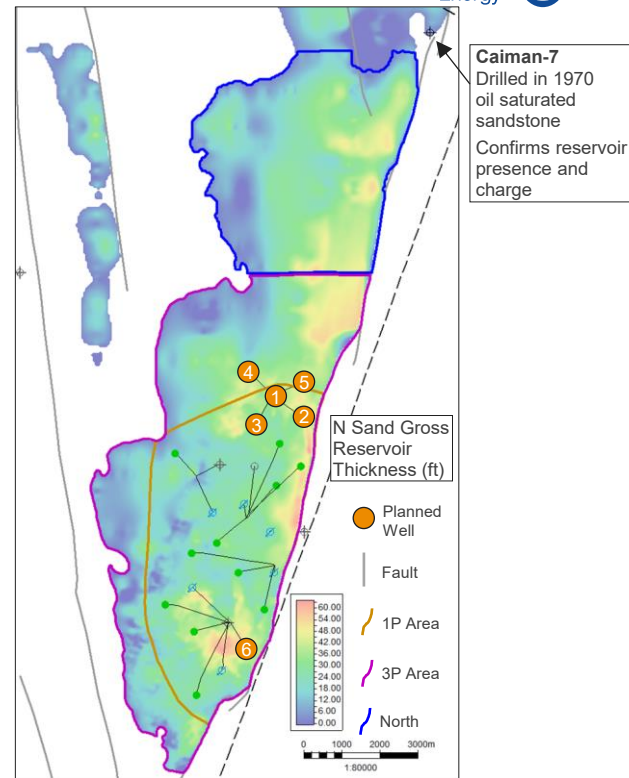 Energy
Caiman-7
Drilled in 1970
oil saturated
sandstone
Confirms reservoir
presence and
charge
4
5
1
3
2
6
N Sand Gross
Reservoir
Thickness (ft)
Planned
Well
Fault
1P Area
3P Area
North
60.00
54.00
48.00
42.00
36.00
30.00
24.00
18.00
12.00
6.00
0.00
0 1000 2000 3000m
1:80000